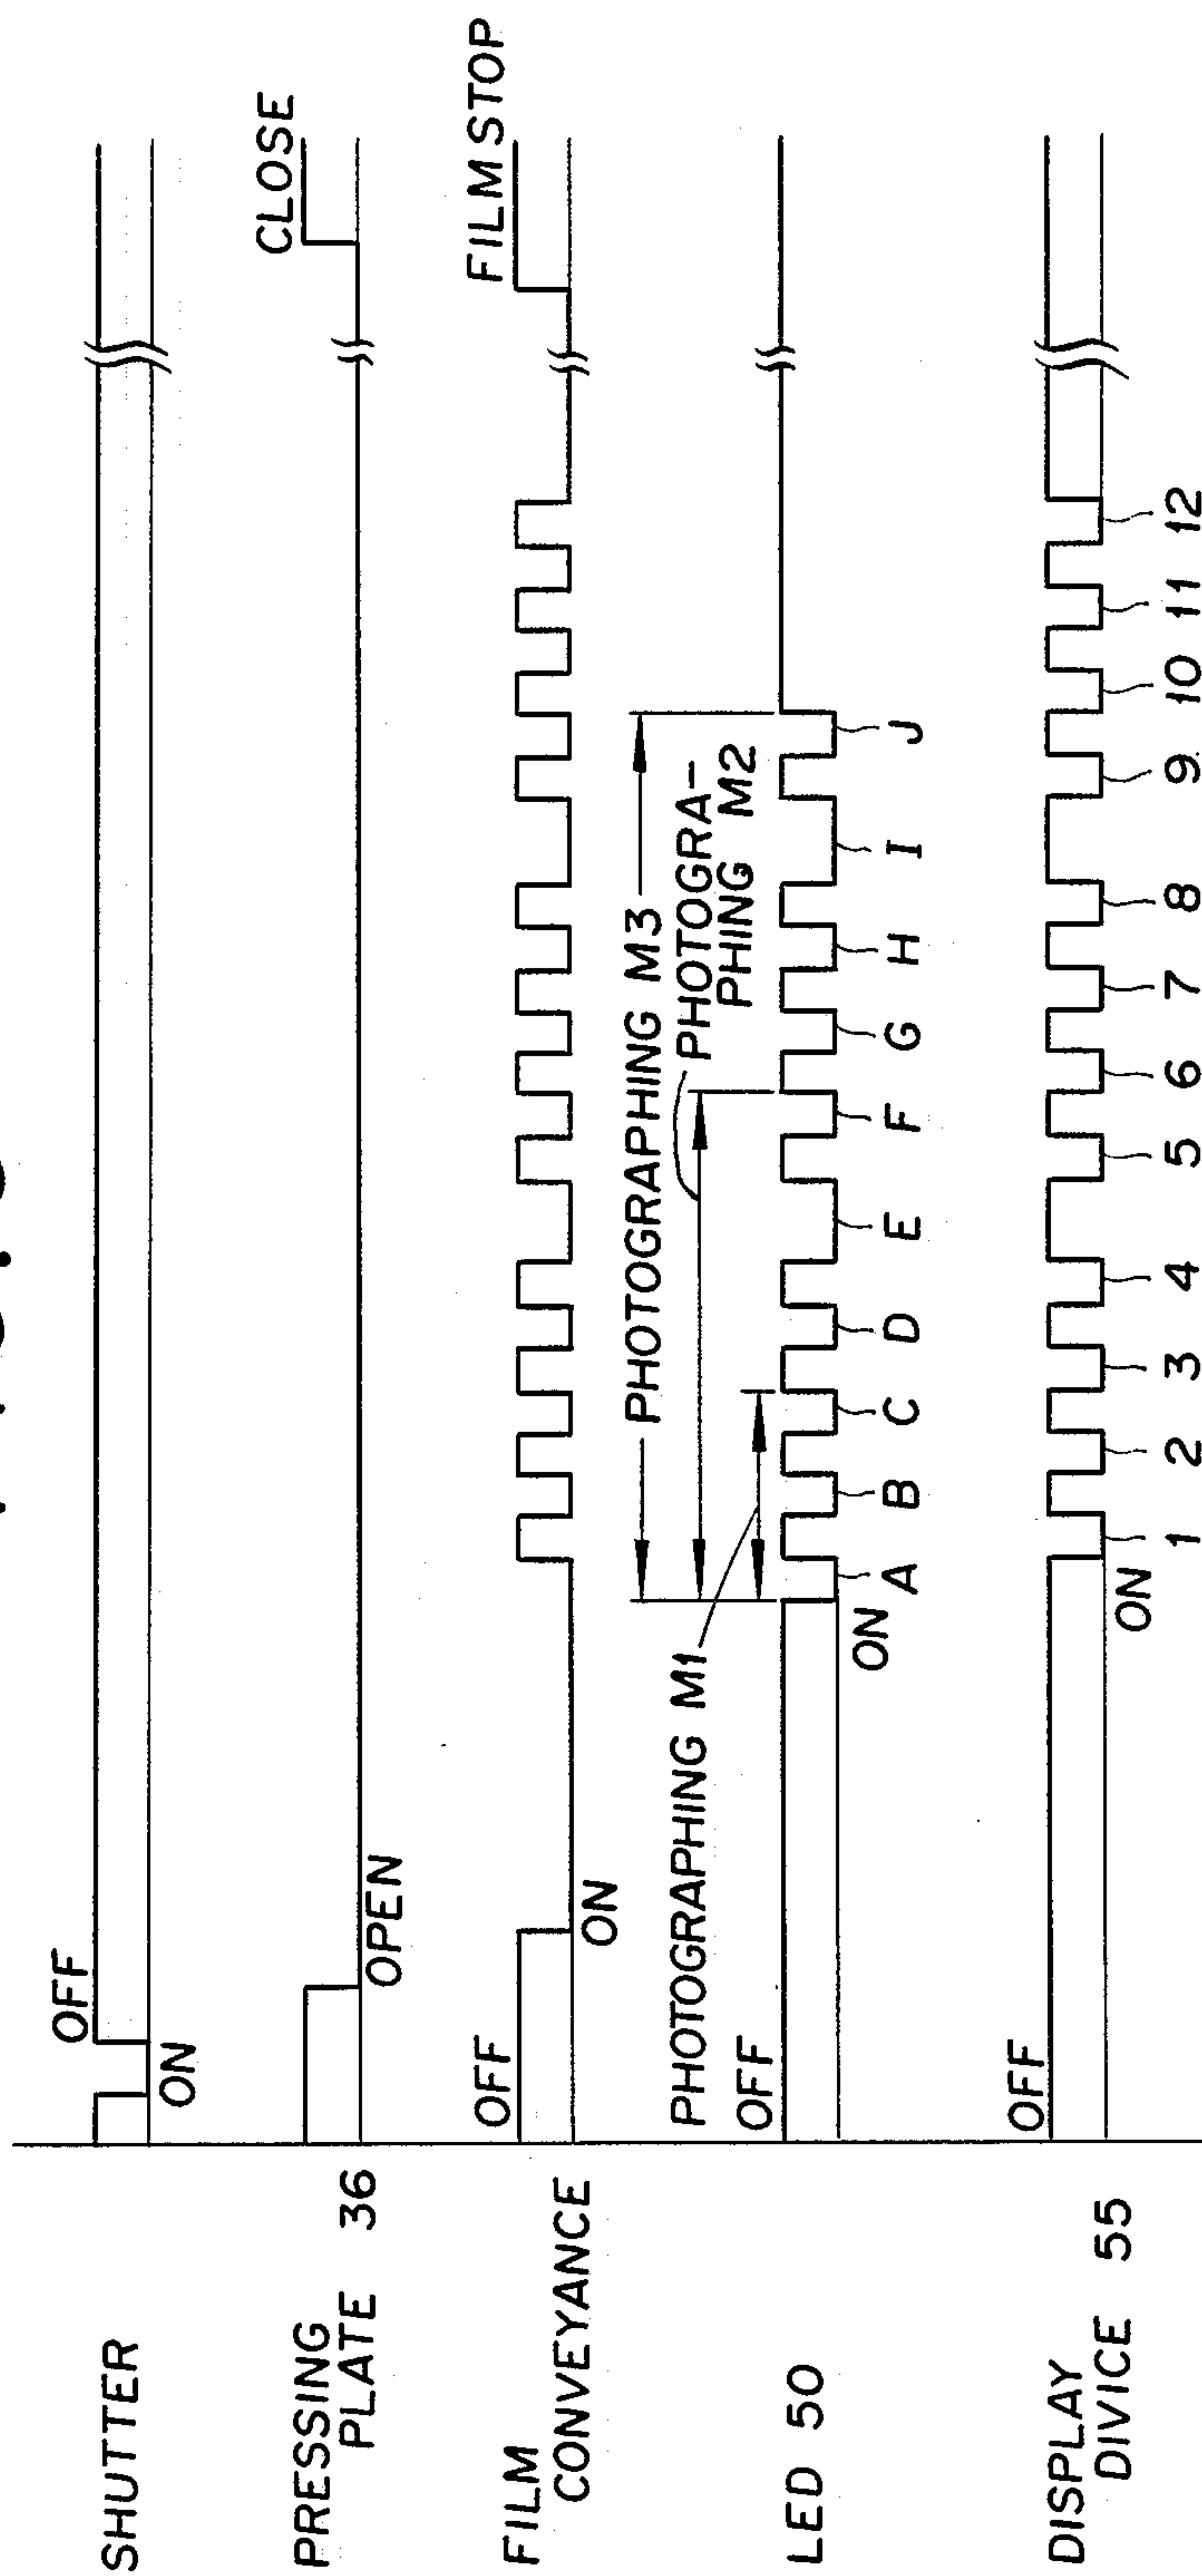 SHUTTER
OFF
ON
PRESSING
PLATE 36
OPEN
CLOSE
FILM
CONVEYANCE
OFF
ON
FILM STOP
PHOTOGRAPHING M3
PHOTOGRA-
PHING M2
PHOTOGRAPHING M1
LED 50
OFF
ON
A B C D E F G H I J
DISPLAY
DIVICE 55
OFF
ON
1 2 3 4 5 6 7 8 9 10 11 12